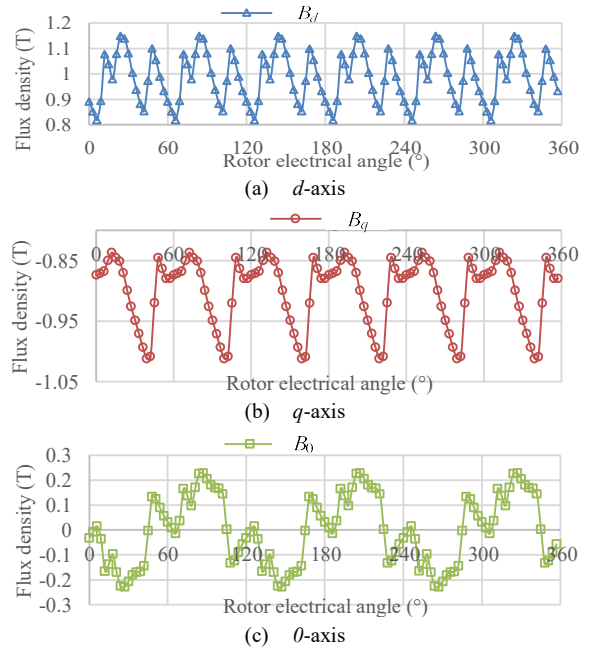 B_d
Flux density (T)
1.2
1.1
1
0.9
0.8
0 60 120 180 240 300 360
Rotor electrical angle (°)
(a) d-axis
B_q
Flux density (T)
0 60 120 180 240 300 360
-0.85
-0.95
-1.05
Rotor electrical angle (°)
(b) q-axis
B_0
Flux density (T)
0.3
0.2
0.1
0
-0.1
-0.2
-0.3
0 60 120 180 240 300 360
Rotor electrical angle (°)
(c) 0-axis